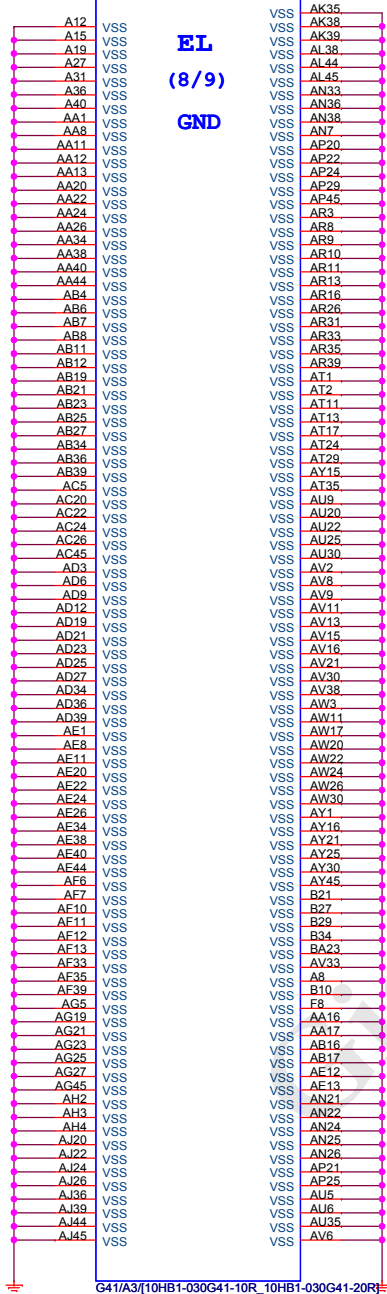 EL
(8/9)
GND
A12 VSS
A15 VSS
A19 VSS
A27 VSS
A31 VSS
A36 VSS
A40 VSS
AA1 VSS
AA8 VSS
AA11 VSS
AA12 VSS
AA13 VSS
AA20 VSS
AA22 VSS
AA24 VSS
AA26 VSS
AA34 VSS
AA38 VSS
AA40 VSS
AA44 VSS
AB4 VSS
AB6 VSS
AB7 VSS
AB8 VSS
AB11 VSS
AB12 VSS
AB19 VSS
AB21 VSS
AB23 VSS
AB25 VSS
AB27 VSS
AB34 VSS
AB36 VSS
AB39 VSS
AC5 VSS
AC20 VSS
AC22 VSS
AC24 VSS
AC26 VSS
AC45 VSS
AD3 VSS
AD6 VSS
AD9 VSS
AD12 VSS
AD19 VSS
AD21 VSS
AD23 VSS
AD25 VSS
AD27 VSS
AD34 VSS
AD36 VSS
AD39 VSS
AE1 VSS
AE8 VSS
AE11 VSS
AE20 VSS
AE22 VSS
AE24 VSS
AE26 VSS
AE34 VSS
AE38 VSS
AE40 VSS
AE44 VSS
AF6 VSS
AF7 VSS
AF10 VSS
AF11 VSS
AF12 VSS
AF13 VSS
AF33 VSS
AF35 VSS
AF39 VSS
AG5 VSS
AG19 VSS
AG21 VSS
AG23 VSS
AG25 VSS
AG27 VSS
AG45 VSS
AH2 VSS
AH3 VSS
AH4 VSS
AJ20 VSS
AJ22 VSS
AJ24 VSS
AJ26 VSS
AJ36 VSS
AJ39 VSS
AJ44 VSS
AJ45 VSS
VSS AK35
VSS AK38
VSS AK39
VSS AL38
VSS AL44
VSS AL45
VSS AN33
VSS AN36
VSS AN38
VSS AN7
VSS AP20
VSS AP22
VSS AP24
VSS AP29
VSS AP45
VSS AR3
VSS AR8
VSS AR9
VSS AR10
VSS AR11
VSS AR13
VSS AR16
VSS AR26
VSS AR31
VSS AR33
VSS AR35
VSS AR39
VSS AT1
VSS AT2
VSS AT11
VSS AT13
VSS AT17
VSS AT24
VSS AT29
VSS AY15
VSS AT35
VSS AU9
VSS AU20
VSS AU22
VSS AU25
VSS AU30
VSS AV2
VSS AV8
VSS AV9
VSS AV11
VSS AV13
VSS AV15
VSS AV16
VSS AV21
VSS AV30
VSS AV38
VSS AW3
VSS AW11
VSS AW17
VSS AW20
VSS AW22
VSS AW24
VSS AW26
VSS AW30
VSS AY1
VSS AY16
VSS AY21
VSS AY25
VSS AY30
VSS AY45
VSS B21
VSS B27
VSS B29
VSS B34
VSS BA23
VSS AV33
VSS A8
VSS B10
VSS F8
VSS AA16
VSS AA17
VSS AB16
VSS AB17
VSS AE12
VSS AE13
VSS AN21
VSS AN22
VSS AN24
VSS AN25
VSS AN26
VSS AP21
VSS AP25
VSS AU5
VSS AU6
VSS AU35
VSS AV6
G41/A3/[10HB1-030G41-10R_10HB1-030G41-20R]
Gi